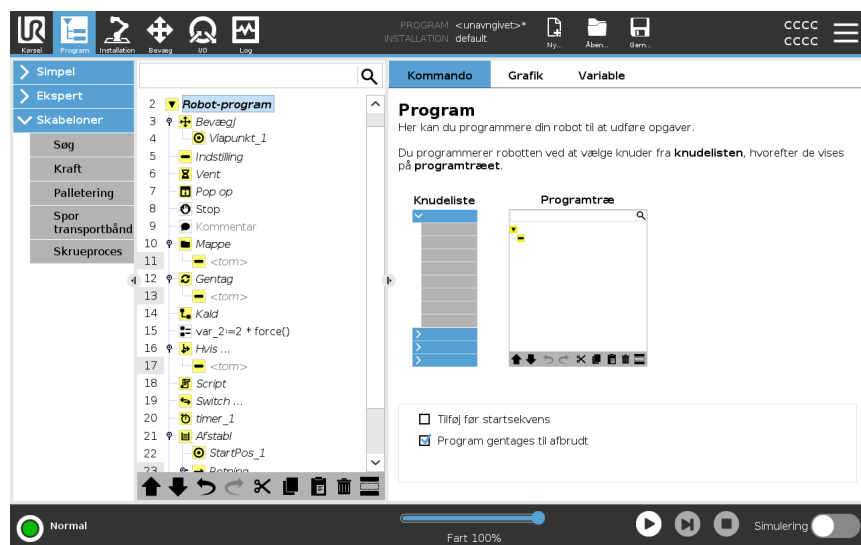 PROGRAM <unavngivet>*
INSTALLATION default
Kørsel
Program
Installation
Bevæg
I/O
Log
Ny...
Åben...
Gem...
CCCC
CCCC
Simpel
Ekspert
Skabeloner
Søg
Kraft
Palletering
Spor
transportbånd
Skrueproces
2 Robot-program
3 BevægJ
4 Viapunkt_1
5 Indstilling
6 Vent
7 Pop op
8 Stop
9 Kommentar
10 Mappe
11 <tom>
12 Gentag
13 <tom>
14 Kald
15 var_2:=2 * force()
16 Hvis ...
17 <tom>
18 Script
19 Switch ...
20 timer_1
21 Afstabl
22 StartPos_1
23 Retning
Kommando Grafik Variable
Program
Her kan du programmere din robot til at udføre opgaver.
Du programmerer robotten ved at vælge knuder fra knudelisten, hvorefter de vises
på programtræet.
Knudeliste
Programtræ
Tilføj før startsekvens
Program gentages til afbrudt
Normal
Fart 100%
Simulering